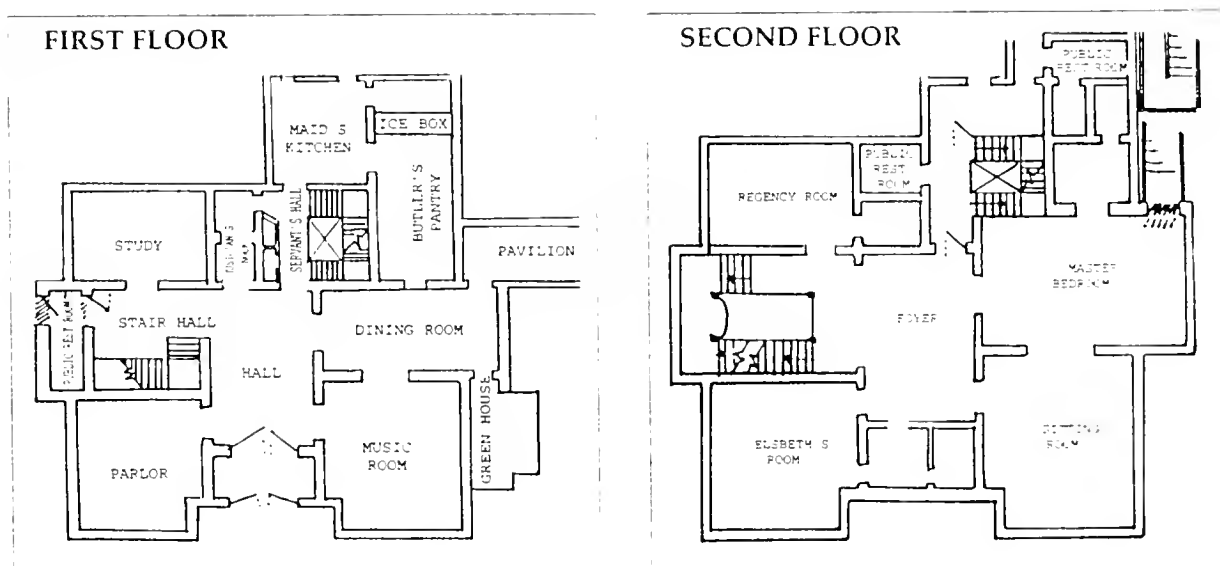 FIRST FLOOR
MAID S
KITCHEN
ICE BOX
BUTLER'S
PANTRY
SERVANT'S HALL
STUDY
PAVILION
PUBLIC REST ROOM
STAIR HALL
DINING ROOM
HALL
GREEN HOUSE
MUSIC
ROOM
PARLOR
SECOND FLOOR
PUBLIC
REST ROOM
PUBLIC
REST
ROOM
REGENCY ROOM
MASTER
BEDROOM
FOYER
SITTING
ROOM
ELSBETH S
ROOM